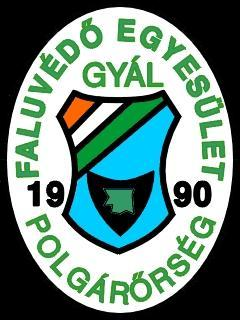 FALUVÉDŐ EGYESÜLET
GYÁL
19 90
POLGÁRŐRSÉG